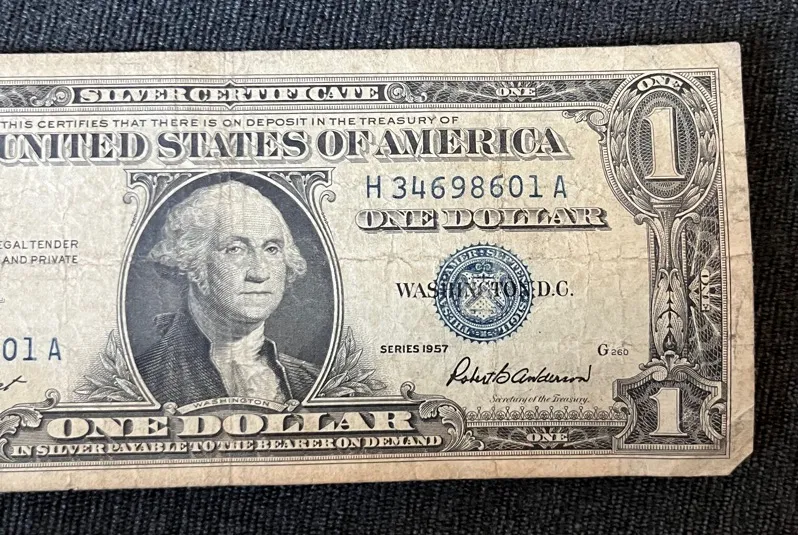 SILVER CERTIFICATE
ONE
ONE
THIS CERTIFIES THAT THERE IS ON DEPOSIT IN THE TREASURY OF
UNITED STATES OF AMERICA
1
H 34698601 A
ONE DOLLAR
EGAL TENDER
AND PRIVATE
WASHINGTON, D.C.
ONE
01 A
SERIES 1957
G 260
Robert B. Anderson
Secretary of the Treasury.
WASHINGTON
ONE DOLLAR
1
IN SILVER PAYABLE TO THE BEARER ON DEMAND
ONE